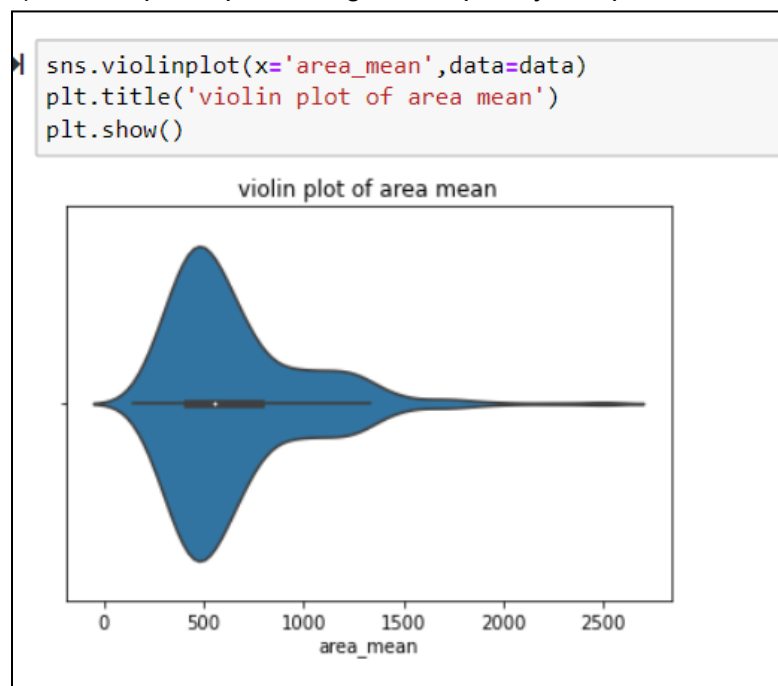 sns.violinplot(x='area_mean',data=data)
plt.title('violin plot of area mean')
plt.show()
violin plot of area mean
0 500 1000 1500 2000 2500
area_mean